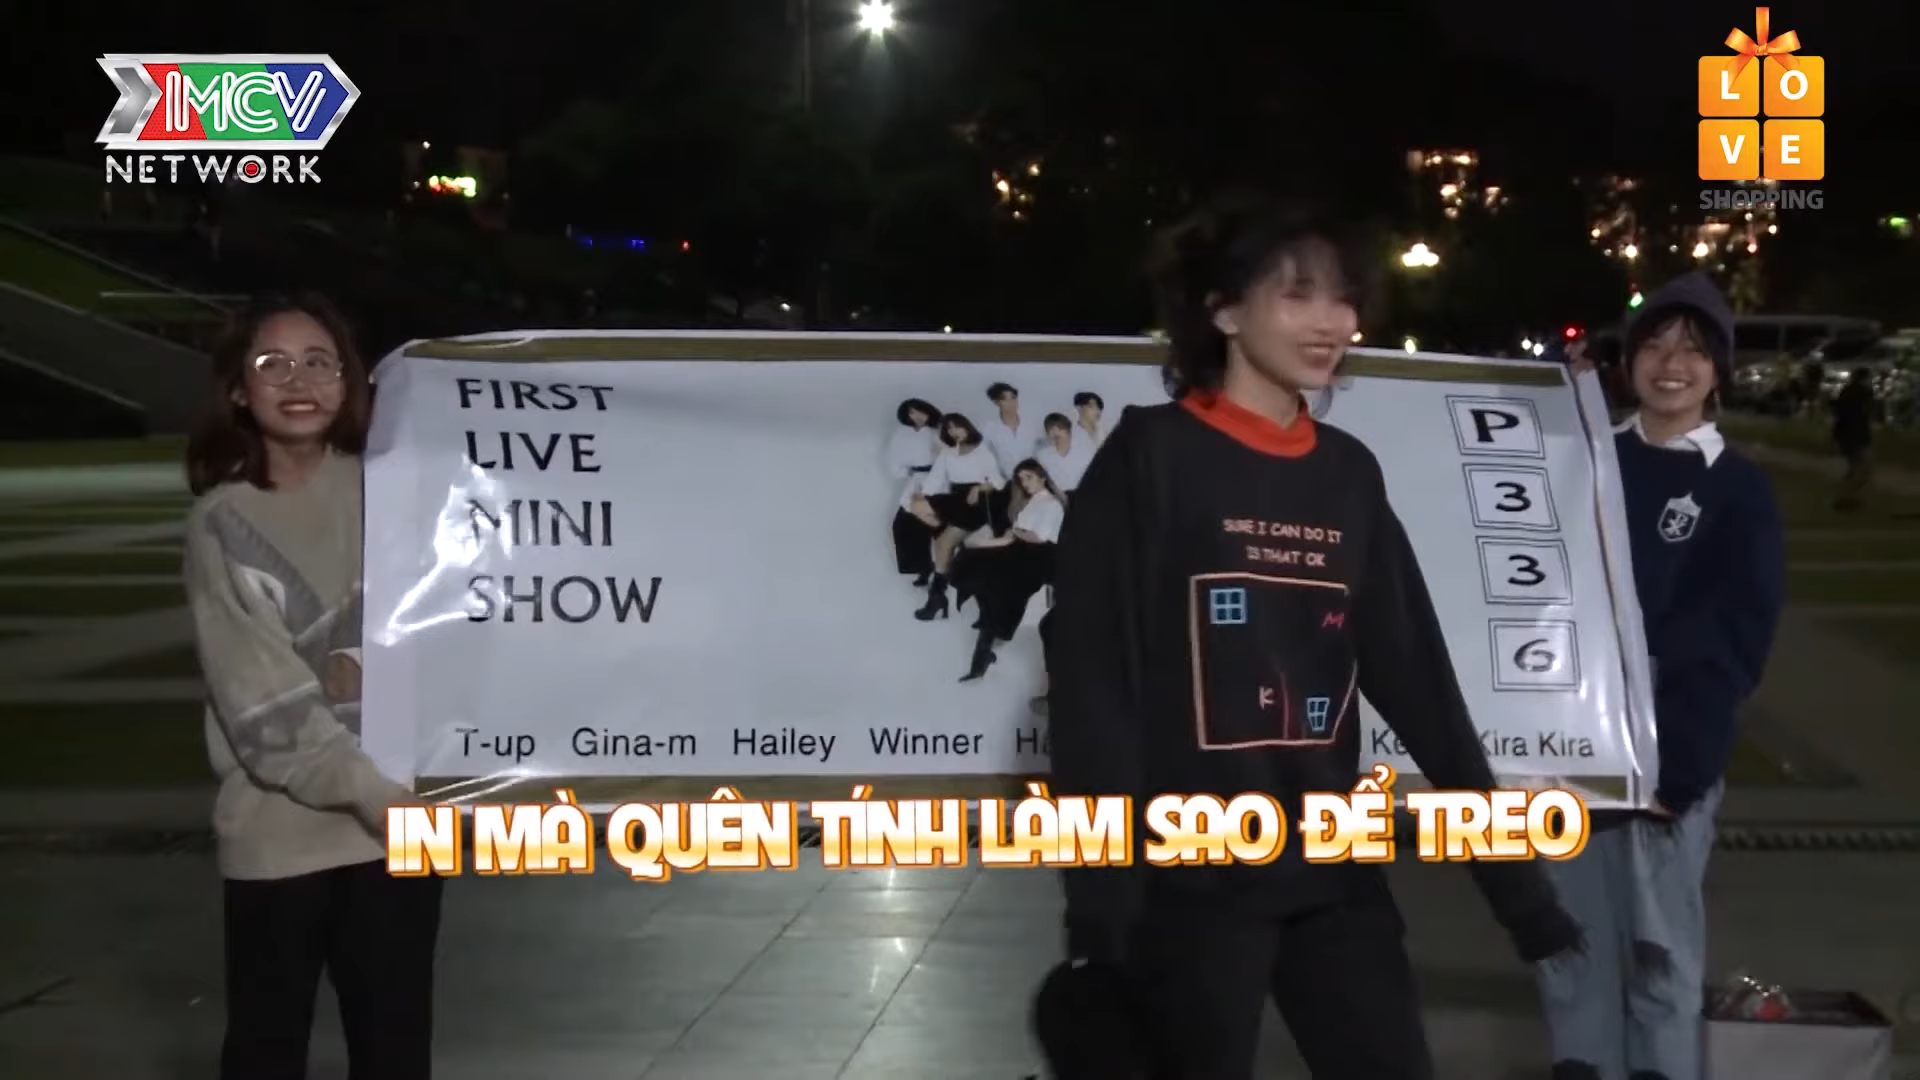 MCV
NETWORK
LOVE
SHOPPING
FIRST
LIVE
MINI
SHOW
P
3
3
6
SURE I CAN DO IT
IS THAT OK
M
K
T-up Gina-m Hailey Winner Kira Kira
IN MÀ QUÊN TÍNH LÀM SAO ĐỂ TREO